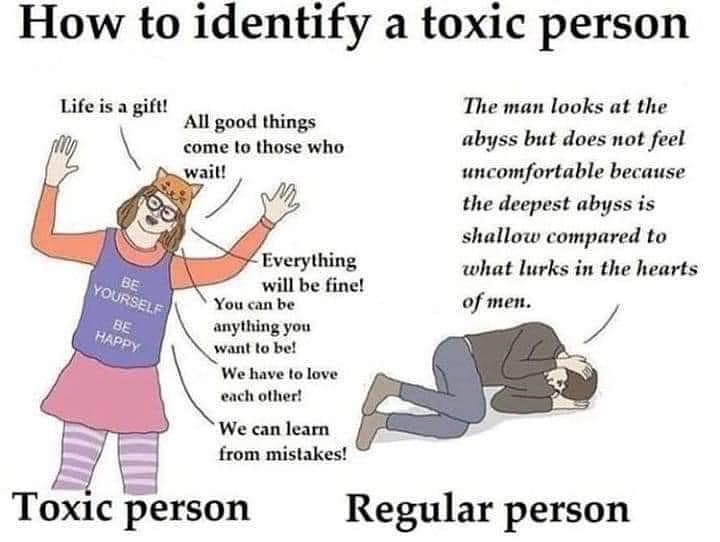 How to identify a toxic person
Life is a gift!
All good things
come to those who
wait!
Everything
will be fine!
You can be
anything you
want to be!
We have to love
each other!
We can learn
from mistakes!
BE
YOURSELF
BE
HAPPY
Toxic person
The man looks at the
abyss but does not feel
uncomfortable because
the deepest abyss is
shallow compared to
what lurks in the hearts
of men.
Regular person